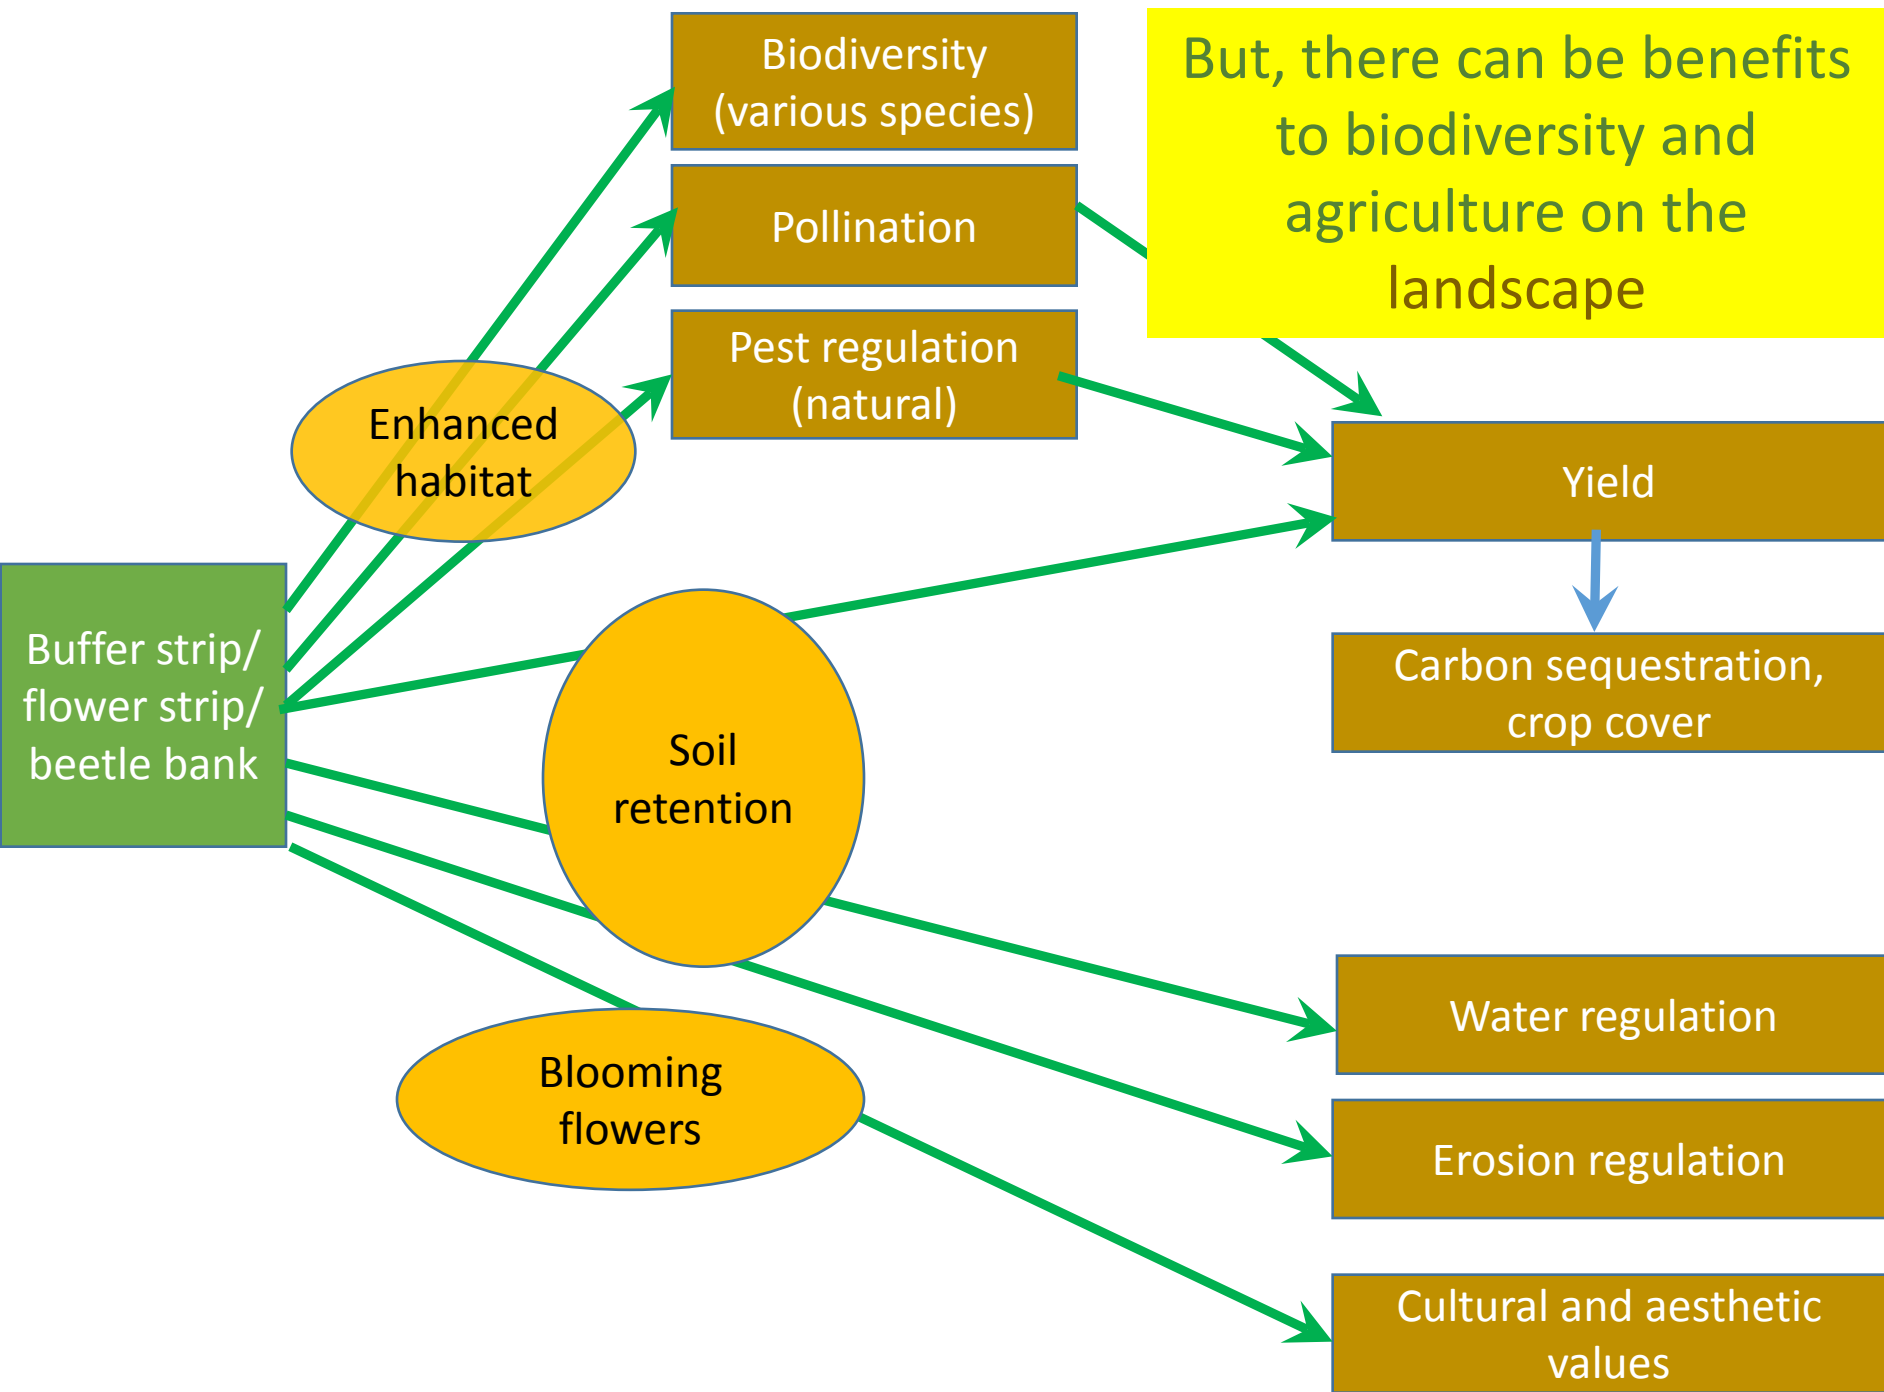 Biodiversity
(various species)
But, there can be benefits
to biodiversity and
agriculture on the
landscape
Pollination
Pest regulation
(natural)
Enhanced
habitat
Yield
Buffer strip/
flower strip/
beetle bank
Carbon sequestration,
crop cover
Soil
retention
Water regulation
Blooming
flowers
Erosion regulation
Cultural and aesthetic
values